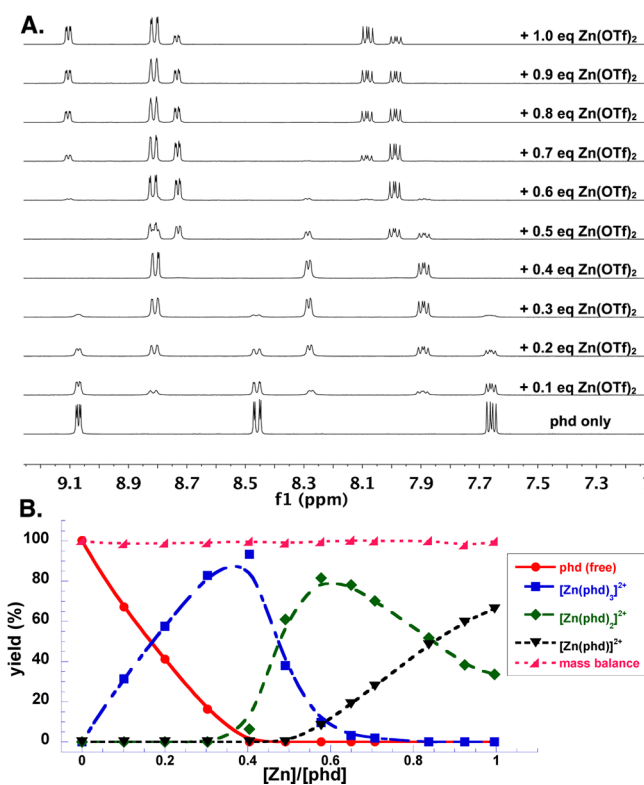 A.
+ 1.0 eq Zn(OTf)₂
+ 0.9 eq Zn(OTf)₂
+ 0.8 eq Zn(OTf)₂
+ 0.7 eq Zn(OTf)₂
+ 0.6 eq Zn(OTf)₂
+ 0.5 eq Zn(OTf)₂
+ 0.4 eq Zn(OTf)₂
+ 0.3 eq Zn(OTf)₂
+ 0.2 eq Zn(OTf)₂
+ 0.1 eq Zn(OTf)₂
phd only
9.1 8.9 8.7 8.5 8.3 8.1 7.9 7.7 7.5 7.3
f1 (ppm)
B.
100
80
60
40
20
0
yield (%)
0 0.2 0.4 0.6 0.8 1
[Zn]/[phd]
phd (free)
[Zn(phd)₃]²⁺
[Zn(phd)₂]²⁺
[Zn(phd)]²⁺
mass balance